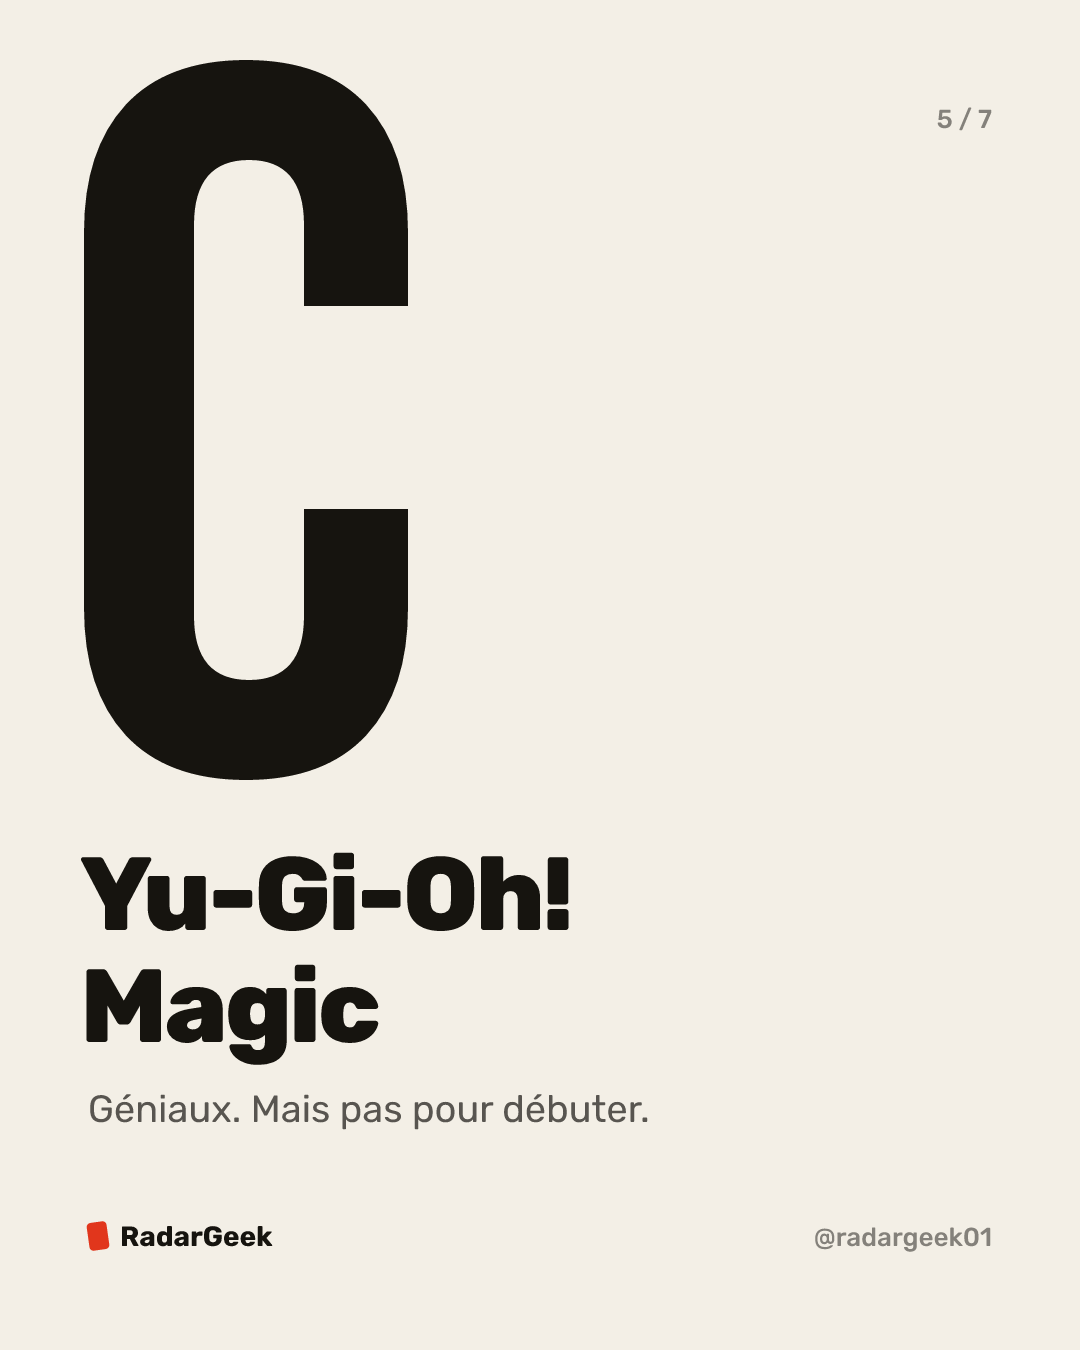 C
5 / 7
Yu-Gi-Oh!
Magic
Géniaux. Mais pas pour débuter.
RadarGeek
@radargeek01